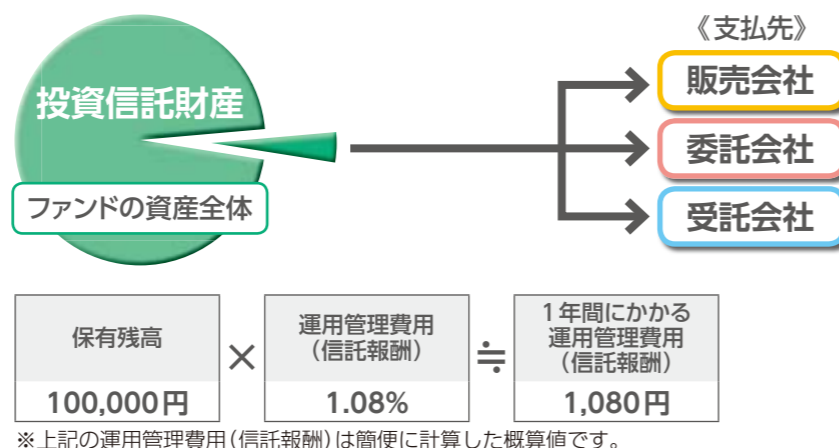 《支払先》
投資信託財産
ファンドの資産全体
販売会社
委託会社
受託会社
保有残高
100,000円
×
運用管理費用
(信託報酬)
1.08%
≒
1年間にかかる
運用管理費用
(信託報酬)
1,080円
※上記の運用管理費用(信託報酬)は簡便に計算した概算値です。